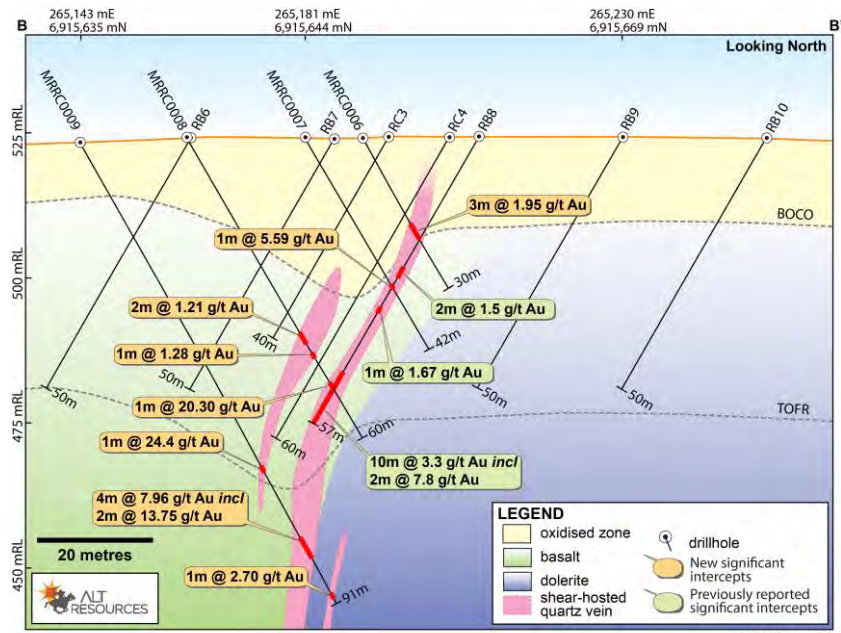 265,143 mE
6,915,635 mN
265,181 mE
6,915,644 mN
265,230 mE
6,915,669 mN
B
B'
Looking North
MRRC0009
MRRC0008
RB6
MRRC0007
RB7
MRRC0006
RC3
RC4
RB8
RB9
RB10
525 mRL
500 mRL
475 mRL
450 mRL
3m @ 1.95 g/t Au
BOCO
1m @ 5.59 g/t Au
30m
2m @ 1.5 g/t Au
2m @ 1.21 g/t Au
40m
42m
1m @ 1.28 g/t Au
1m @ 1.67 g/t Au
50m
50m
50m
50m
1m @ 20.30 g/t Au
TOFR
57m
60m
60m
1m @ 24.4 g/t Au
10m @ 3.3 g/t Au incl
2m @ 7.8 g/t Au
4m @ 7.96 g/t Au incl
2m @ 13.75 g/t Au
20 metres
1m @ 2.70 g/t Au
91m
ALT
RESOURCES
LEGEND
oxidised zone
basalt
dolerite
shear-hosted
quartz vein
drillhole
New significant
intercepts
Previously reported
significant intercepts